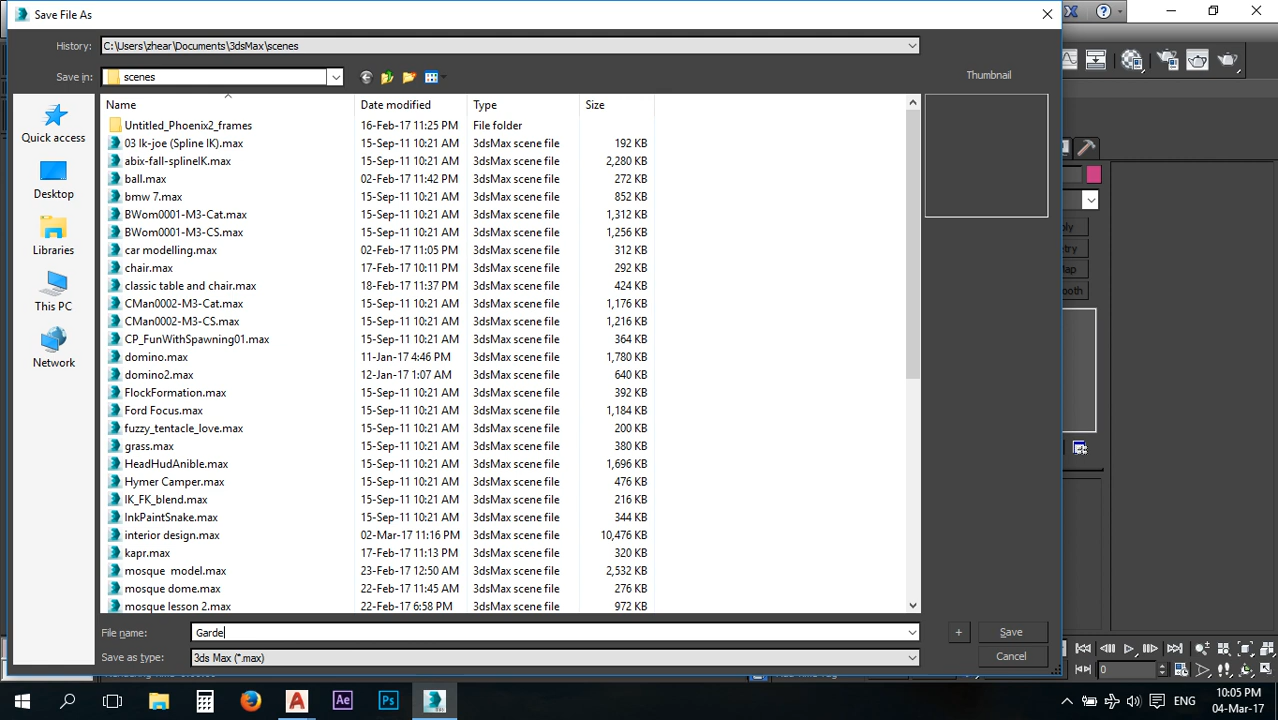 Save File As
History: C:\Users\zhear\Documents\3dsMax\scenes
Save in: scenes
Thumbnail
Name Date modified Type Size
Quick access
Desktop
Libraries
This PC
Network
Untitled_Phoenix2_frames 16-Feb-17 11:25 PM File folder
03 Ik-joe (Spline IK).max 15-Sep-11 10:21 AM 3dsMax scene file 192 KB
abix-fall-splineIK.max 15-Sep-11 10:21 AM 3dsMax scene file 2,280 KB
ball.max 02-Feb-17 11:42 PM 3dsMax scene file 272 KB
bmw 7.max 15-Sep-11 10:21 AM 3dsMax scene file 852 KB
BWom0001-M3-Cat.max 15-Sep-11 10:21 AM 3dsMax scene file 1,312 KB
BWom0001-M3-CS.max 15-Sep-11 10:21 AM 3dsMax scene file 1,256 KB
car modelling.max 02-Feb-17 11:05 PM 3dsMax scene file 312 KB
chair.max 17-Feb-17 10:11 PM 3dsMax scene file 292 KB
classic table and chair.max 18-Feb-17 11:37 PM 3dsMax scene file 424 KB
CMan0002-M3-Cat.max 15-Sep-11 10:21 AM 3dsMax scene file 1,176 KB
CMan0002-M3-CS.max 15-Sep-11 10:21 AM 3dsMax scene file 1,216 KB
CP_FunWithSpawning01.max 15-Sep-11 10:21 AM 3dsMax scene file 364 KB
domino.max 11-Jan-17 4:46 PM 3dsMax scene file 1,780 KB
domino2.max 12-Jan-17 1:07 AM 3dsMax scene file 640 KB
FlockFormation.max 15-Sep-11 10:21 AM 3dsMax scene file 392 KB
Ford Focus.max 15-Sep-11 10:21 AM 3dsMax scene file 1,184 KB
fuzzy_tentacle_love.max 15-Sep-11 10:21 AM 3dsMax scene file 200 KB
grass.max 15-Sep-11 10:21 AM 3dsMax scene file 380 KB
HeadHudAnible.max 15-Sep-11 10:21 AM 3dsMax scene file 1,696 KB
Hymer Camper.max 15-Sep-11 10:21 AM 3dsMax scene file 476 KB
IK_FK_blend.max 15-Sep-11 10:21 AM 3dsMax scene file 216 KB
InkPaintSnake.max 15-Sep-11 10:21 AM 3dsMax scene file 344 KB
interior design.max 02-Mar-17 11:16 PM 3dsMax scene file 10,476 KB
kapr.max 17-Feb-17 11:13 PM 3dsMax scene file 320 KB
mosque  model.max 23-Feb-17 12:50 AM 3dsMax scene file 2,532 KB
mosque dome.max 22-Feb-17 11:45 AM 3dsMax scene file 276 KB
mosque lesson 2.max 22-Feb-17 6:58 PM 3dsMax scene file 972 KB
File name: Garde + Save
Save as type: 3ds Max (*.max) Cancel
0
ENG
10:05 PM
04-Mar-17